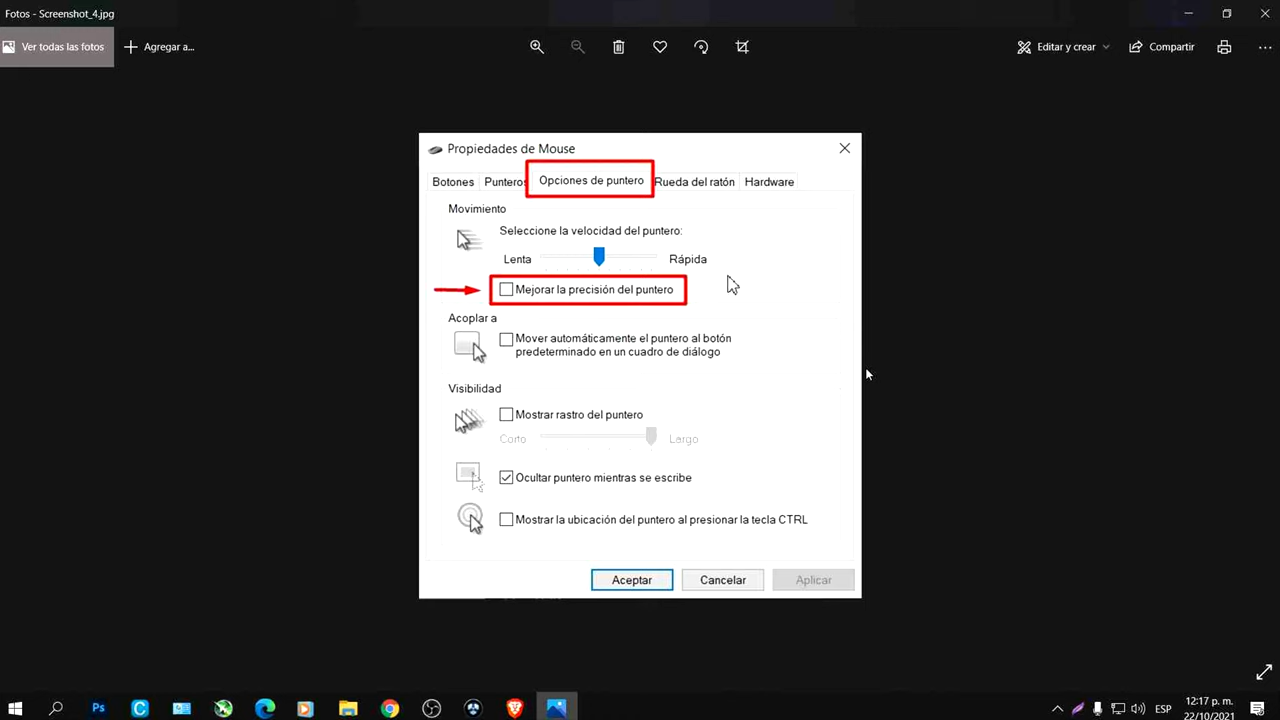 Fotos - Screenshot_4.jpg
Ver todas las fotos
Agregar a...
Editar y crear
Compartir
Propiedades de Mouse
Botones
Punteros
Opciones de puntero
Rueda del ratón
Hardware
Movimiento
Seleccione la velocidad del puntero:
Lenta
Rápida
Mejorar la precisión del puntero
Acoplar a
Mover automáticamente el puntero al botón
predeterminado en un cuadro de diálogo
Visibilidad
Mostrar rastro del puntero
Corto
Largo
Ocultar puntero mientras se escribe
Mostrar la ubicación del puntero al presionar la tecla CTRL
Aceptar
Cancelar
Aplicar
Ps
C
ESP
12:17 p. m.
22/10/2021